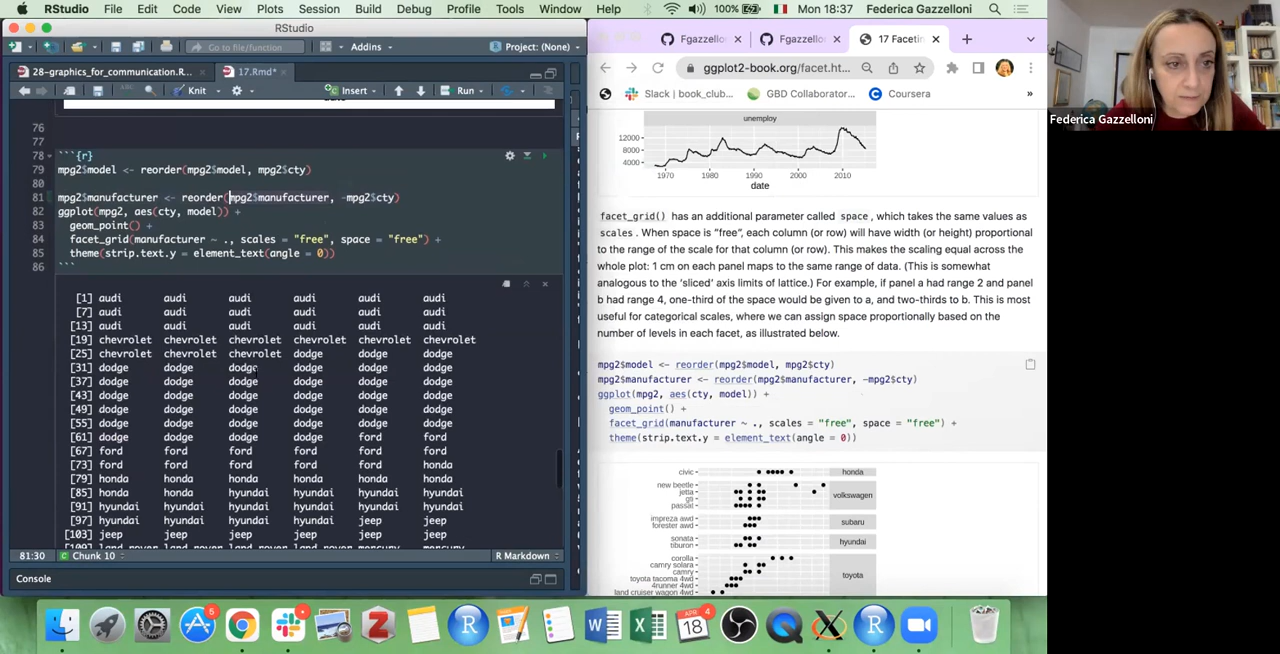 RStudio File Edit Code View Plots Session Build Debug Profile Tools Window Help 100% Mon 18:37 Federica Gazzelloni
RStudio
Go to file/function Addins Project: (None)
28-graphics_for_communication.R... 17.Rmd*
Knit Insert Run
76
77
78 ```{r}
79 mpg2$model <- reorder(mpg2$model, mpg2$cty)
80
81 mpg2$manufacturer <- reorder(mpg2$manufacturer, -mpg2$cty)
82 ggplot(mpg2, aes(cty, model)) +
83 geom_point() +
84 facet_grid(manufacturer ~ ., scales = "free", space = "free") +
85 theme(strip.text.y = element_text(angle = 0))
86 ```
[1] audi audi audi audi audi audi
[7] audi audi audi audi audi audi
[13] audi audi audi audi audi audi
[19] chevrolet chevrolet chevrolet chevrolet chevrolet chevrolet
[25] chevrolet chevrolet chevrolet dodge dodge dodge
[31] dodge dodge dodge dodge dodge dodge
[37] dodge dodge dodge dodge dodge dodge
[43] dodge dodge dodge dodge dodge dodge
[49] dodge dodge dodge dodge dodge dodge
[55] dodge dodge dodge dodge dodge dodge
[61] dodge dodge dodge dodge ford ford
[67] ford ford ford ford ford ford
[73] ford ford ford ford ford honda
[79] honda honda honda honda honda honda
[85] honda honda hyundai hyundai hyundai hyundai
[91] hyundai hyundai hyundai hyundai hyundai hyundai
[97] hyundai hyundai hyundai hyundai jeep jeep
[103] jeep jeep jeep jeep jeep jeep
81:30 Chunk 10 R Markdown
Console
Fgazzello Fgazzello 17 Facetin
ggplot2-book.org/facet.ht...
Slack | book_club... GBD Collaborator... Coursera »
unemploy
12000
8000
4000
1970 1980 1990 2000 2010
date
facet_grid() has an additional parameter called space, which takes the same values as
scales. When space is “free”, each column (or row) will have width (or height) proportional
to the range of the scale for that column (or row). This makes the scaling equal across the
whole plot: 1 cm on each panel maps to the same range of data. (This is somewhat
analogous to the ‘sliced’ axis limits of lattice.) For example, if panel a had range 2 and panel
b had range 4, one-third of the space would be given to a, and two-thirds to b. This is most
useful for categorical scales, where we can assign space proportionally based on the
number of levels in each facet, as illustrated below.
mpg2$model <- reorder(mpg2$model, mpg2$cty)
mpg2$manufacturer <- reorder(mpg2$manufacturer, -mpg2$cty)
ggplot(mpg2, aes(cty, model)) +
geom_point() +
facet_grid(manufacturer ~ ., scales = "free", space = "free") +
theme(strip.text.y = element_text(angle = 0))
civic honda
new beetle
jetta
gti
passat
volkswagen
impreza awd
forester awd
subaru
sonata
tiburon
hyundai
corolla
camry solara
camry
toyota tacoma 4wd
4runner 4wd
land cruiser wagon 4wd
toyota
Federica Gazzelloni
5
APR 4
18